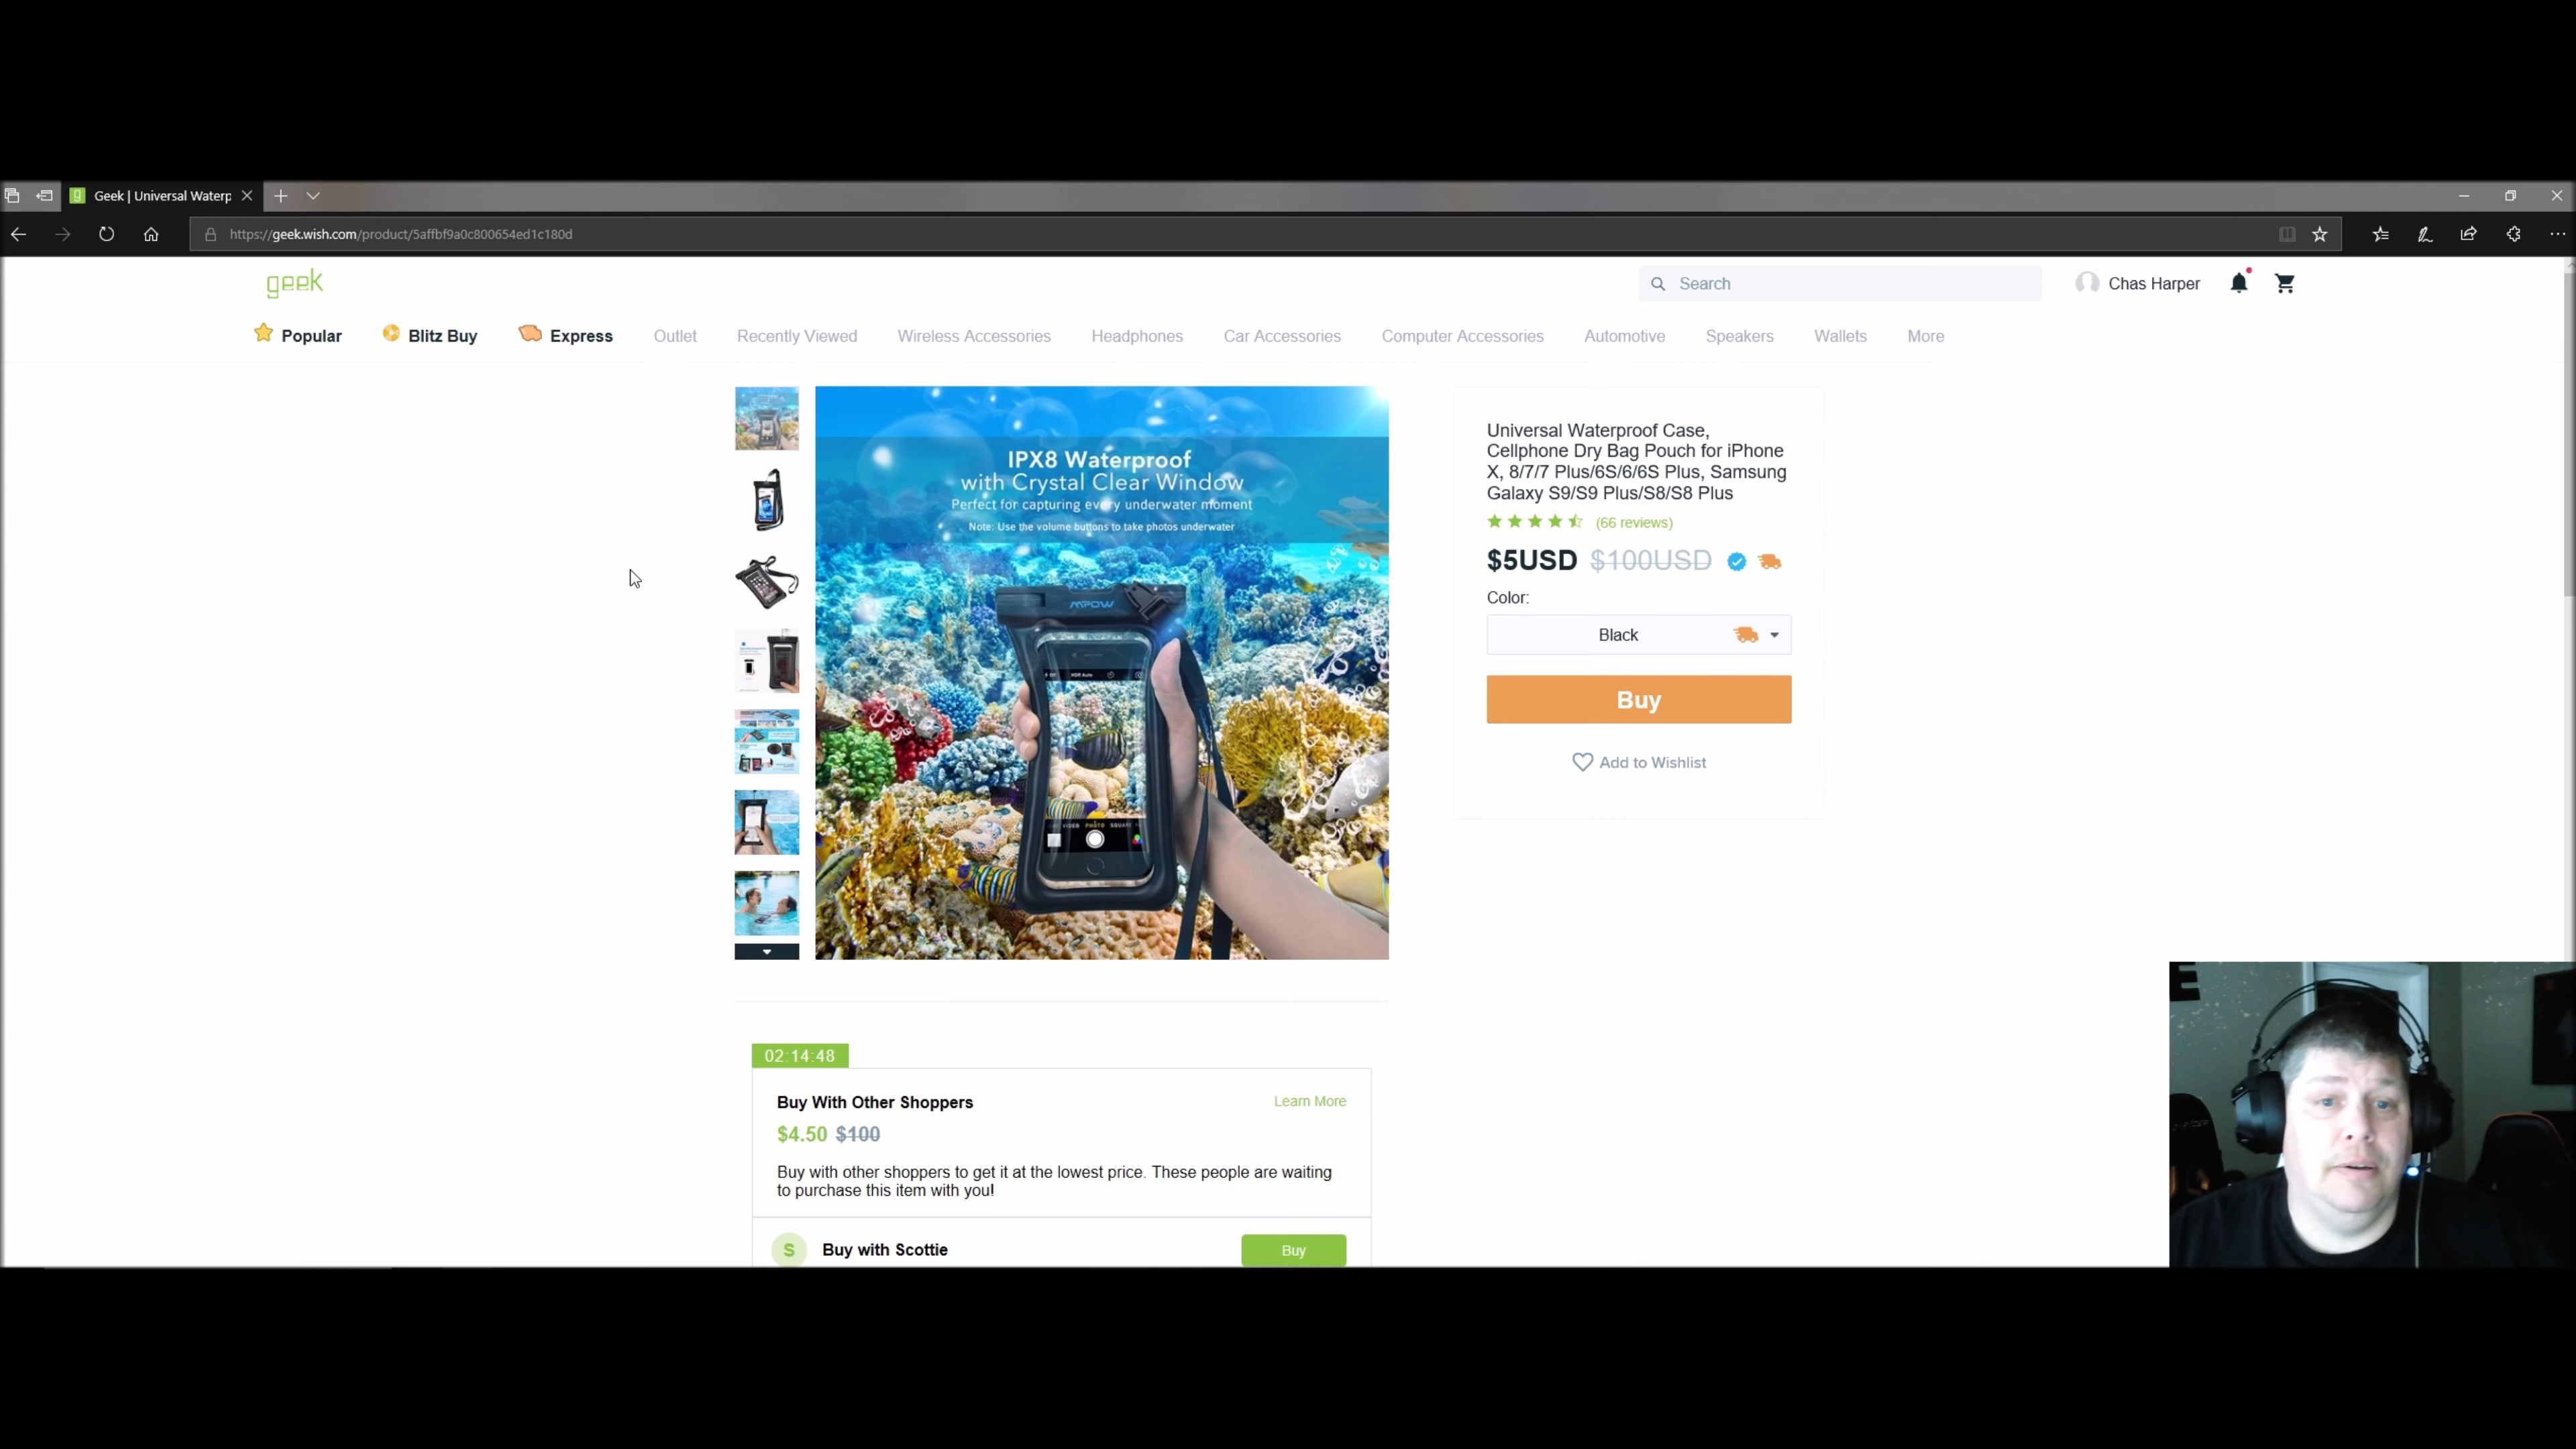 Geek | Universal Waterp
https://geek.wish.com/product/5affbf9a0c800654ed1c180d
geek
Search
Chas Harper
Popular
Blitz Buy
Express
Outlet
Recently Viewed
Wireless Accessories
Headphones
Car Accessories
Computer Accessories
Automotive
Speakers
Wallets
More
IPX8 Waterproof
with Crystal Clear Window
Perfect for capturing every underwater moment
Note: Use the volume buttons to take photos underwater
MPOW
HDR Auto
VIDEO PHOTO SQUARE
Universal Waterproof Case,
Cellphone Dry Bag Pouch for iPhone
X, 8/7/7 Plus/6S/6/6S Plus, Samsung
Galaxy S9/S9 Plus/S8/S8 Plus
(66 reviews)
$5USD $100USD
Color:
Black
Buy
Add to Wishlist
02:14:48
Buy With Other Shoppers
Learn More
$4.50 $100
Buy with other shoppers to get it at the lowest price. These people are waiting
to purchase this item with you!
S
Buy with Scottie
Buy